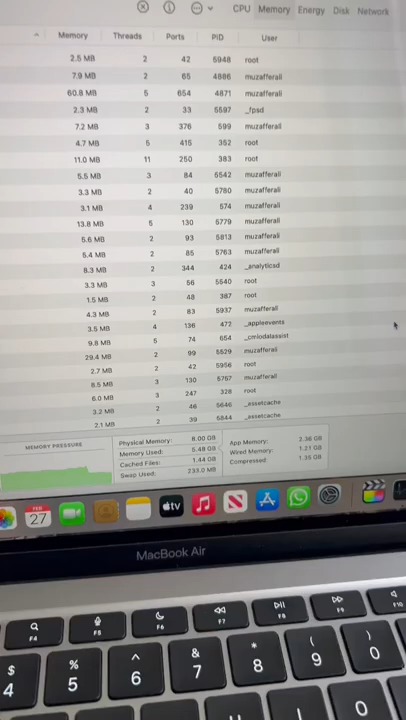 CPU Memory Energy Disk Network
Memory Threads Ports PID User
2.5 MB 2 42 5948 root
7.9 MB 2 65 4886 muzafferali
60.8 MB 5 654 4871 muzafferali
2.3 MB 2 33 5597 _fpsd
7.2 MB 3 376 599 muzafferali
4.7 MB 5 415 352 root
11.0 MB 11 250 383 root
5.5 MB 3 84 5542 muzafferali
3.3 MB 2 40 5780 muzafferali
3.1 MB 4 239 574 muzafferali
13.8 MB 5 130 5779 muzafferali
5.6 MB 2 93 5813 muzafferali
5.4 MB 2 85 5763 muzafferali
8.3 MB 2 344 424 _analyticsd
3.3 MB 3 56 5540 root
1.5 MB 2 48 387 root
4.3 MB 2 83 5937 muzafferali
3.5 MB 4 136 472 _appleevents
9.8 MB 5 74 654 _cmiodalassist
29.4 MB 2 99 5529 muzafferali
2.7 MB 2 42 5956 root
8.5 MB 3 130 5767 muzafferali
6.0 MB 3 247 328 root
3.2 MB 2 46 5646 _assetcache
2.1 MB 2 39 5844 _assetcache
MEMORY PRESSURE
Physical Memory: 8.00 GB
Memory Used: 5.48 GB
Cached Files: 1.44 GB
Swap Used: 233.0 MB
App Memory: 2.36 GB
Wired Memory: 1.21 GB
Compressed: 1.35 GB
FEB
27
tv
MacBook Air
F4 F5 F6 F7 F8 F9 F10
$ % ^ & * ( )
4 5 6 7 8 9 0
O